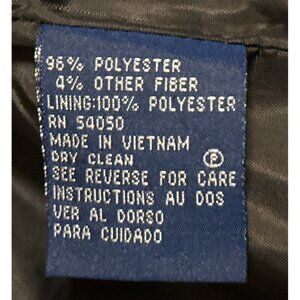 96% POLYESTER
4% OTHER FIBER
LINING:100% POLYESTER
RN 54050
MADE IN VIETNAM
DRY CLEAN Ⓟ
SEE REVERSE FOR CARE
INSTRUCTIONS AU DOS
VER AL DORSO
PARA CUIDADO